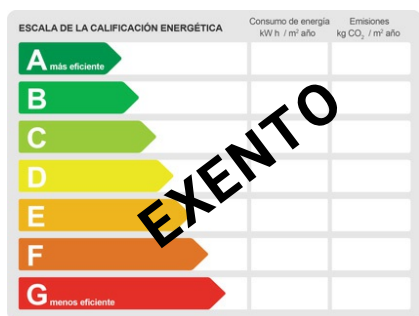 ESCALA DE LA CALIFICACIÓN ENERGÉTICA
Consumo de energía
kW h / m² año
Emisiones
kg CO₂ / m² año
A más eficiente
B
C
D
E
F
G menos eficiente
EXENTO